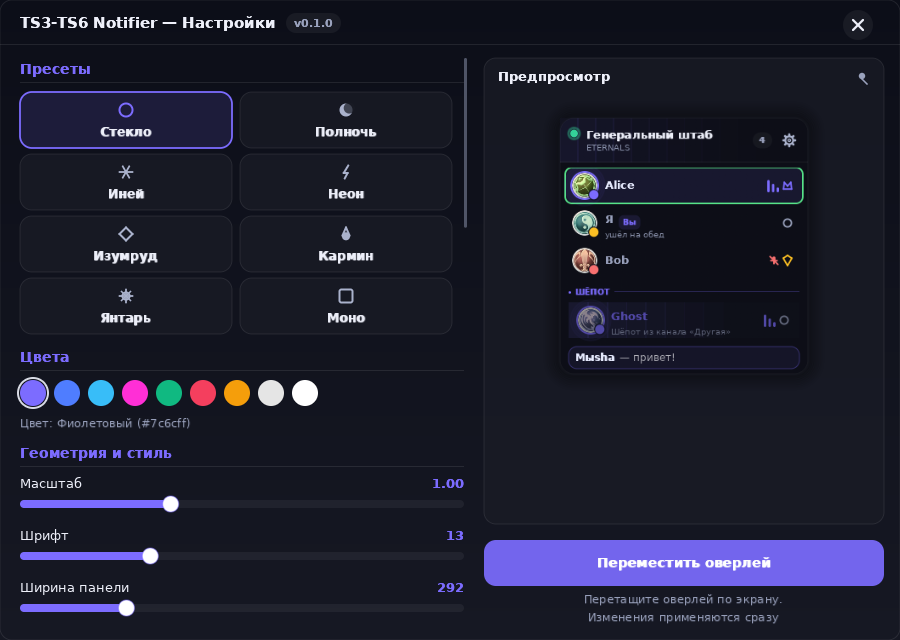 TS3-TS6 Notifier — Настройки v0.1.0
Пресеты
Стекло
Полночь
Иней
Неон
Изумруд
Кармин
Янтарь
Моно
Цвета
Цвет: Фиолетовый (#7c6cff)
Геометрия и стиль
Масштаб 1.00
Шрифт 13
Ширина панели 292
Предпросмотр
Генеральный штаб 4
ETERNALS
Alice
Я Вы
ушёл на обед
Bob
• ШЁПОТ
Ghost
Шёпот из канала «Другая»
Мышa — привет!
Переместить оверлей
Перетащите оверлей по экрану.
Изменения применяются сразу